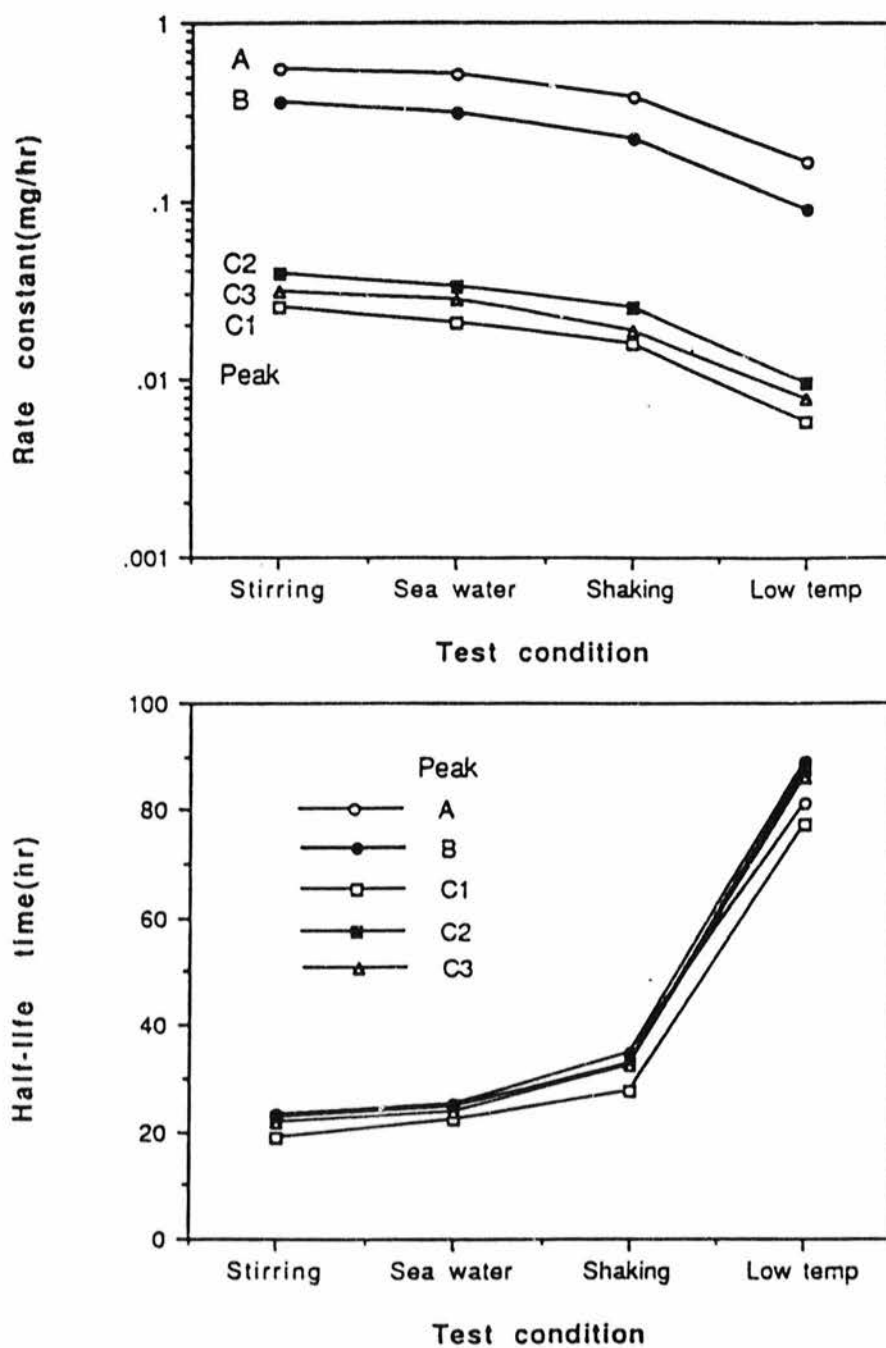 1
A
B
.1
C2
C3
C1
.01
Peak
.001
Rate constant(mg/hr)
Stirring Sea water Shaking Low temp
Test condition
100
Peak
A
80
B
C1
60
C2
C3
40
20
0
Half-life time(hr)
Stirring Sea water Shaking Low temp
Test condition